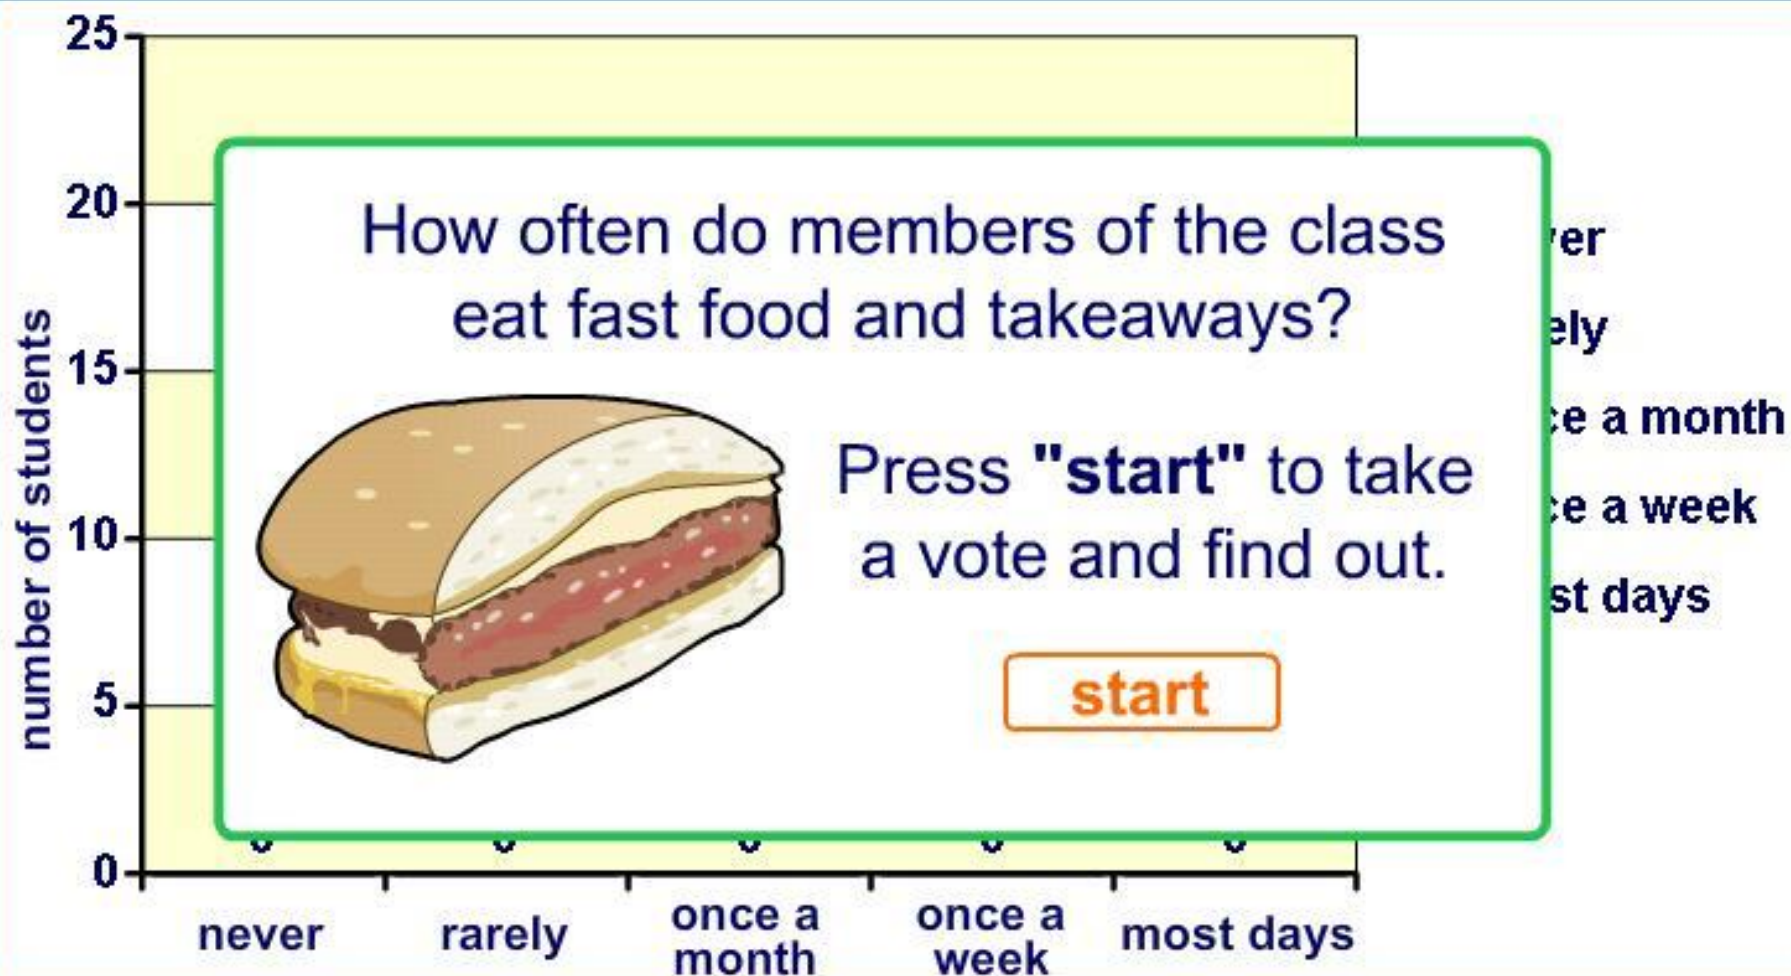 25
20
15
10
5
0
number of students
How often do members of the class
eat fast food and takeaways?
Press "start" to take
a vote and find out.
start
a month
a week
days
never
rarely
once a
month
once a
week
most days